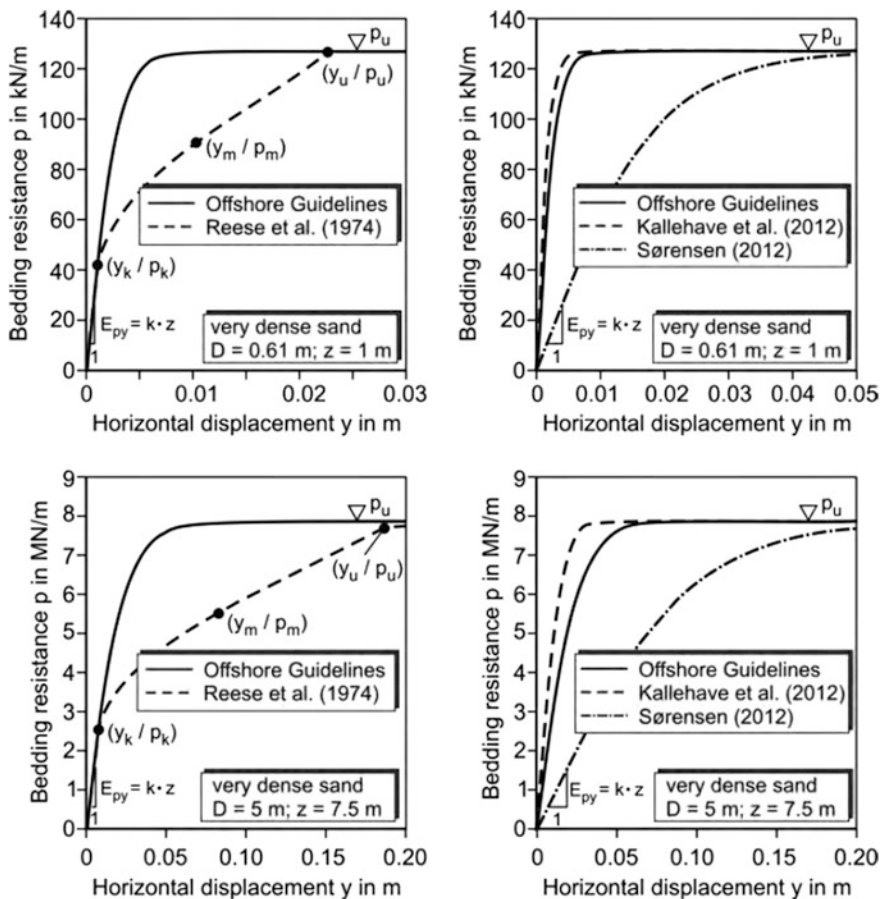 Bedding resistance p in kN/m
140
120
100
80
60
40
20
0
p_u
(y_u / p_u)
(y_m / p_m)
Offshore Guidelines
Reese et al. (1974)
(y_k / p_k)
E_py = k · z
1
very dense sand
D = 0.61 m; z = 1 m
0
0.01
0.02
0.03
Horizontal displacement y in m
Bedding resistance p in kN/m
140
120
100
80
60
40
20
0
p_u
Offshore Guidelines
Kallehave et al. (2012)
Sørensen (2012)
E_py = k · z
1
very dense sand
D = 0.61 m; z = 1 m
0
0.01
0.02
0.03
0.04
0.05
Horizontal displacement y in m
Bedding resistance p in MN/m
9
8
7
6
5
4
3
2
1
0
p_u
(y_u / p_u)
(y_m / p_m)
Offshore Guidelines
Reese et al. (1974)
(y_k / p_k)
E_py = k · z
1
very dense sand
D = 5 m; z = 7.5 m
0
0.05
0.10
0.15
0.20
Horizontal displacement y in m
Bedding resistance p in MN/m
9
8
7
6
5
4
3
2
1
0
p_u
Offshore Guidelines
Kallehave et al. (2012)
Sørensen (2012)
E_py = k · z
1
very dense sand
D = 5 m; z = 7.5 m
0
0.05
0.10
0.15
0.20
Horizontal displacement y in m